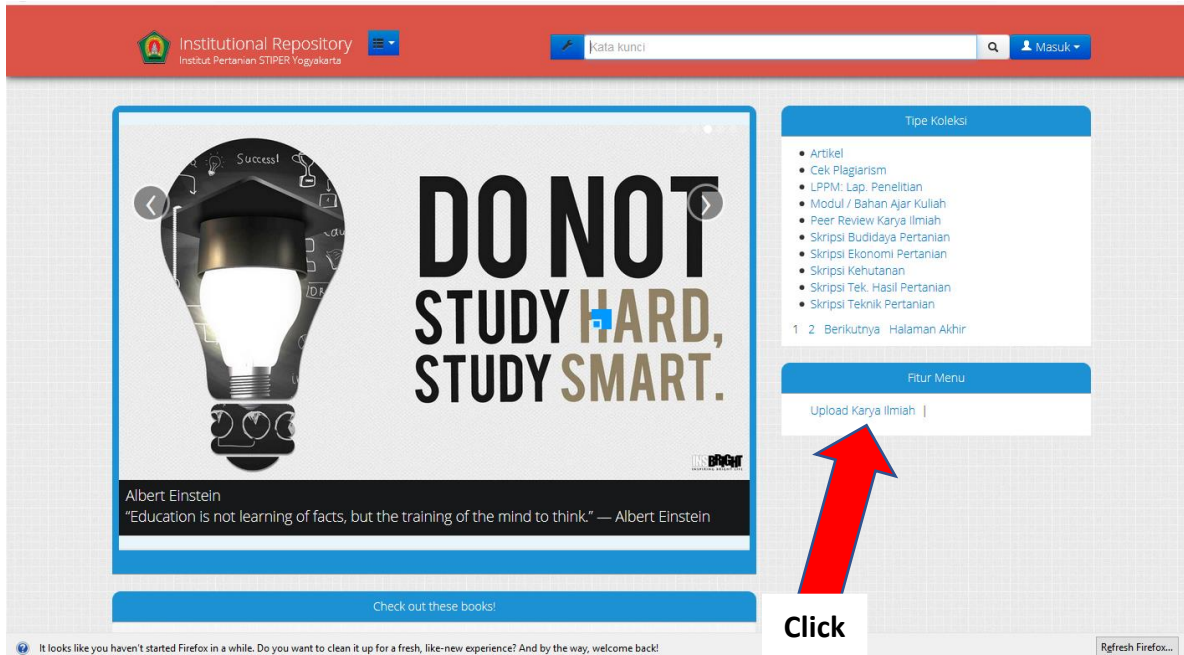 Institutional Repository
Institut Pertanian STIPER Yogyakarta
Kata kunci
Masuk
Success!
DO NOT
STUDY HARD,
STUDY SMART.
BRIGHT
Albert Einstein
“Education is not learning of facts, but the training of the mind to think.” — Albert Einstein
Check out these books!
Tipe Koleksi
Artikel
Cek Plagiarism
LPPM: Lap. Penelitian
Modul / Bahan Ajar Kuliah
Peer Review Karya Ilmiah
Skripsi Budidaya Pertanian
Skripsi Ekonomi Pertanian
Skripsi Kehutanan
Skripsi Tek. Hasil Pertanian
Skripsi Teknik Pertanian
1 2 Berikutnya Halaman Akhir
Fitur Menu
Upload Karya Ilmiah |
Click
It looks like you haven't started Firefox in a while. Do you want to clean it up for a fresh, like-new experience? And by the way, welcome back!
Refresh Firefox...